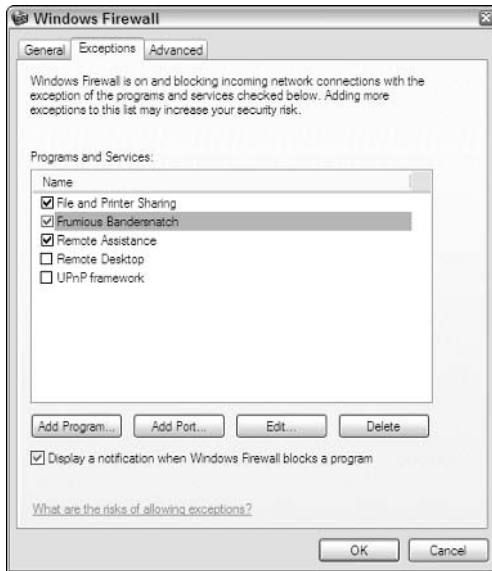 Windows Firewall
General Exceptions Advanced
Windows Firewall is on and blocking incoming network connections with the
exception of the programs and services checked below. Adding more
exceptions to this list may increase your security risk.
Programs and Services:
Name
File and Printer Sharing
Frumious Bandersnatch
Remote Assistance
Remote Desktop
UPnP framework
Add Program... Add Port... Edit... Delete
Display a notification when Windows Firewall blocks a program
What are the risks of allowing exceptions?
OK Cancel